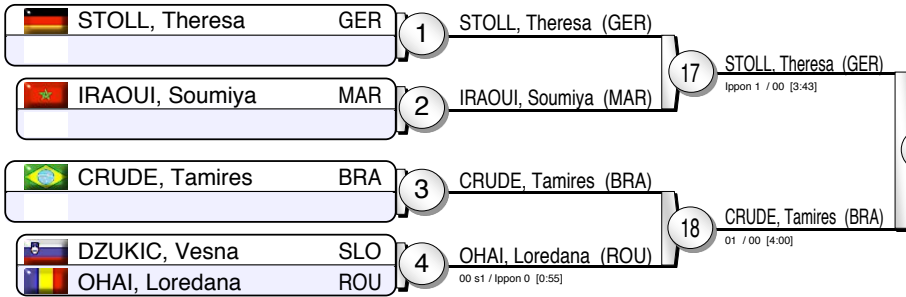 STOLL, Theresa GER
1
STOLL, Theresa (GER)
17
STOLL, Theresa (GER)
Ippon 1 / 00 [3:43]
IRAOUI, Soumiya MAR
2
IRAOUI, Soumiya (MAR)
CRUDE, Tamires BRA
3
CRUDE, Tamires (BRA)
18
CRUDE, Tamires (BRA)
01 / 00 [4:00]
DZUKIC, Vesna SLO
OHAI, Loredana ROU
4
OHAI, Loredana (ROU)
00 s1 / Ippon 0 [0:55]